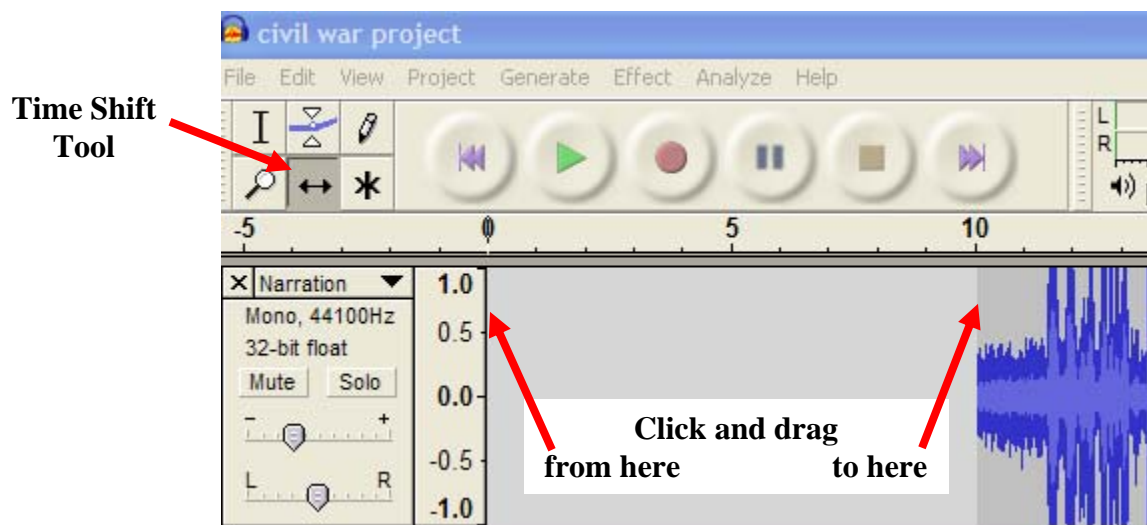 civil war project
File Edit View Project Generate Effect Analyze Help
Time Shift
Tool
L
R
-5 0 5 10
Narration
1.0
Mono, 44100Hz
0.5
32-bit float
Mute Solo
0.0
- +
Click and drag
from here to here
-0.5
L R
-1.0